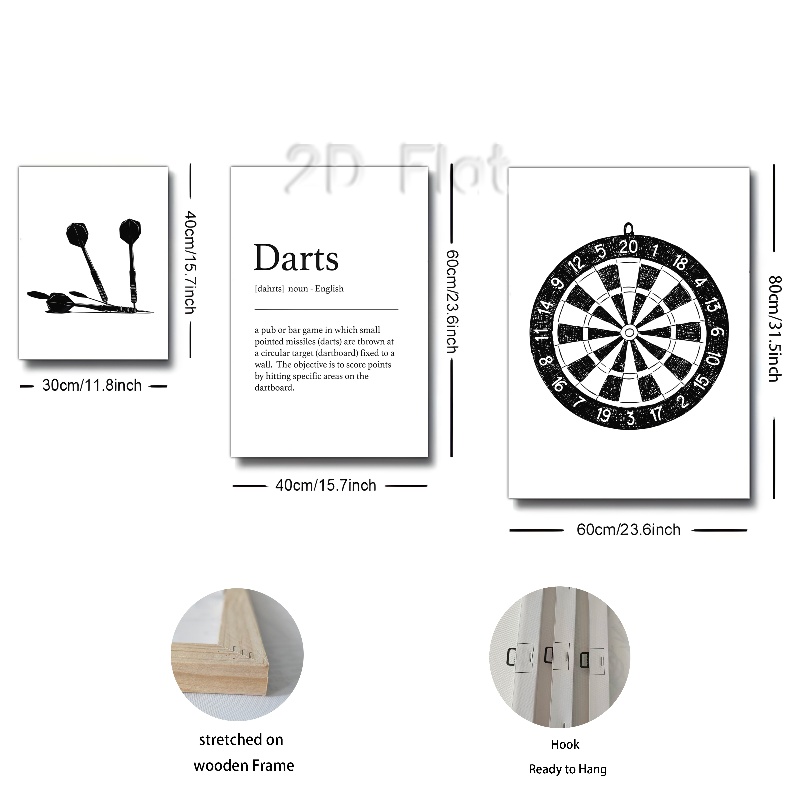 2D Flat
40cm/15.7inch
30cm/11.8inch
Darts
[dahrts] noun - English
a pub or bar game in which small
pointed missiles (darts) are thrown at
a circular target (dartboard) fixed to a
wall. The objective is to score points
by hitting specific areas on the
dartboard.
60cm/23.6inch
40cm/15.7inch
20 1 18 4 13 6 10 15 2 17 3 19 7 16 8 11 14 9 12 5
80cm/31.5inch
60cm/23.6inch
stretched on
wooden Frame
Hook
Ready to Hang